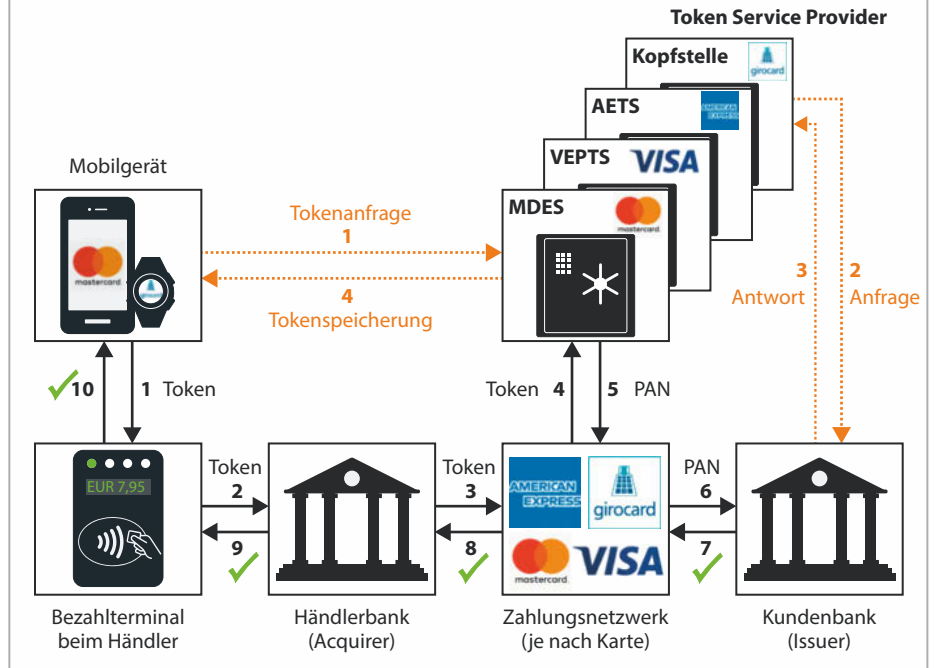 Token Service Provider
Kopfstelle
girocard
AETS
AMERICAN
EXPRESS
VEPTS
VISA
MDES
mastercard.
Mobilgerät
mastercard.
girocard
Tokenanfrage
1
4
Tokenspeicherung
3
Antwort
2
Anfrage
10
1 Token
Token 4
5 PAN
EUR 7,95
Token
2
9
Token
3
8
AMERICAN
EXPRESS
girocard
mastercard.
VISA
PAN
6
7
Bezahlterminal
beim Händler
Händlerbank
(Acquirer)
Zahlungsnetzwerk
(je nach Karte)
Kundenbank
(Issuer)